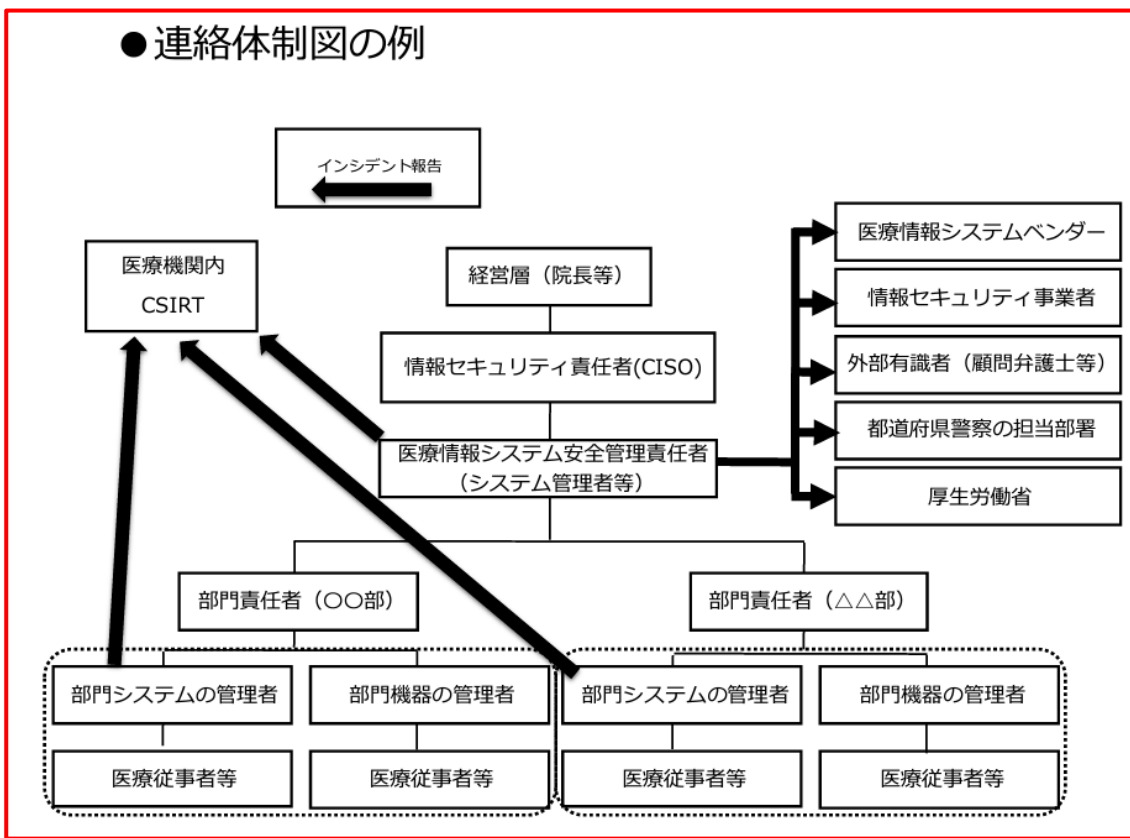 ●連絡体制図の例
インシデント報告
医療機関内
CSIRT
経営層（院長等）
情報セキュリティ責任者(CISO)
医療情報システム安全管理責任者
（システム管理者等）
医療情報システムベンダー
情報セキュリティ事業者
外部有識者（顧問弁護士等）
都道府県警察の担当部署
厚生労働省
部門責任者（〇〇部）
部門責任者（△△部）
部門システムの管理者
部門機器の管理者
部門システムの管理者
部門機器の管理者
医療従事者等
医療従事者等
医療従事者等
医療従事者等